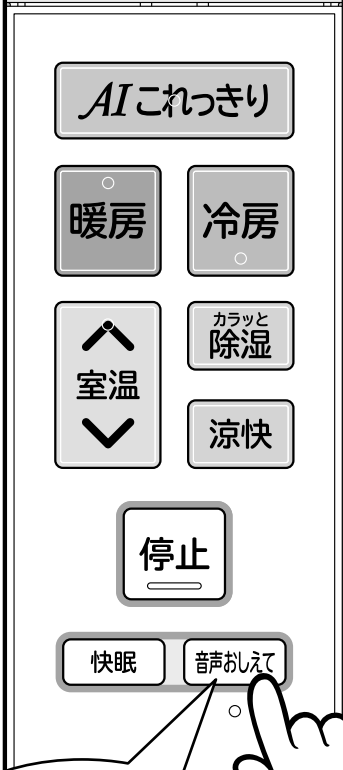 AIこれっきり
暖房
冷房
室温
カラッと
除湿
涼快
停止
快眠
音声おしえて